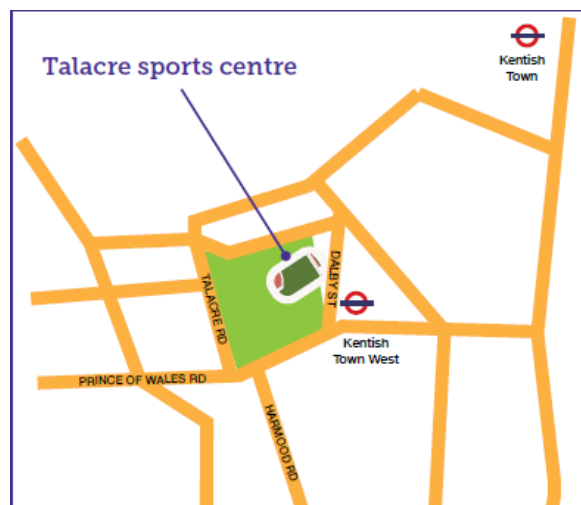 Talacre sports centre
Kentish
Town
TALACRE RD
DALBY ST
Kentish
Town West
PRINCE OF WALES RD
HARMOOD RD